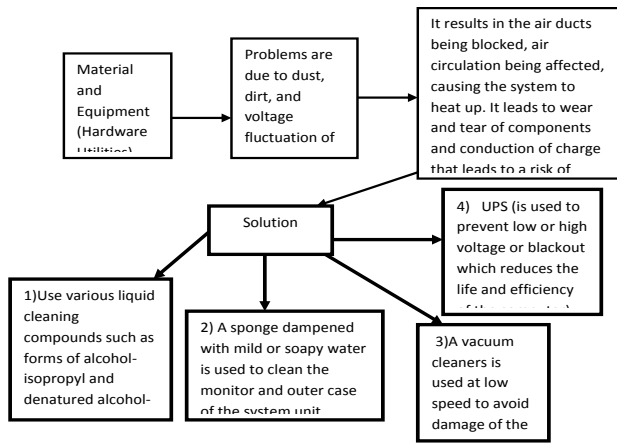 Material
and
Equipment
(Hardware
Utilities)
Problems are
due to dust,
dirt, and
voltage
fluctuation of
It results in the air ducts
being blocked, air
circulation being affected,
causing the system to
heat up. It leads to wear
and tear of components
and conduction of charge
that leads to a risk of
Solution
1)Use various liquid
cleaning
compounds such as
forms of alcohol-
isopropyl and
denatured alcohol-
2) A sponge dampened
with mild or soapy water
is used to clean the
monitor and outer case
of the system unit
3)A vacuum
cleaners is
used at low
speed to avoid
damage of the
4) UPS (is used to
prevent low or high
voltage or blackout
which reduces the
life and efficiency
of the computer)